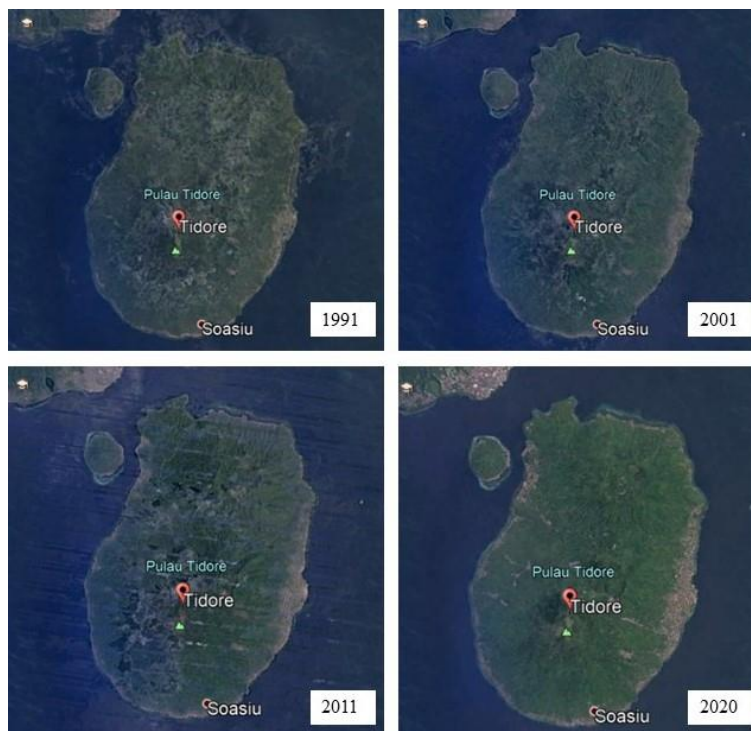 Pulau Tidore
Tidore
Soasiu
1991
Pulau Tidore
Tidore
Soasiu
2001
Pulau Tidore
Tidore
Soasiu
2011
Pulau Tidore
Tidore
Soasiu
2020